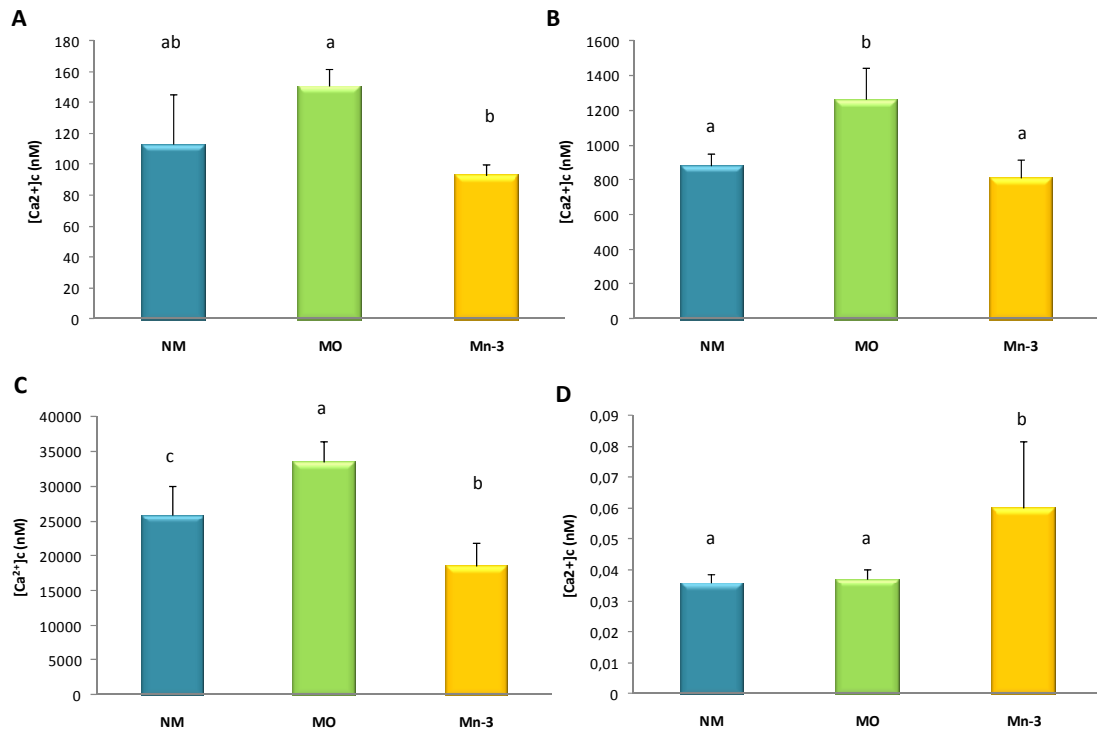 A
[Ca2+]c (nM)
180
160
140
120
100
80
60
40
20
0
ab
a
b
NM MO Mn-3
B
[Ca2+]c (nM)
1600
1400
1200
1000
800
600
400
200
0
a
b
a
NM MO Mn-3
C
[Ca²⁺]c (nM)
40000
35000
30000
25000
20000
15000
10000
5000
0
c
a
b
NM MO Mn-3
D
[Ca2+]c (nM)
0,09
0,08
0,07
0,06
0,05
0,04
0,03
0,02
0,01
0
a
a
b
NM MO Mn-3